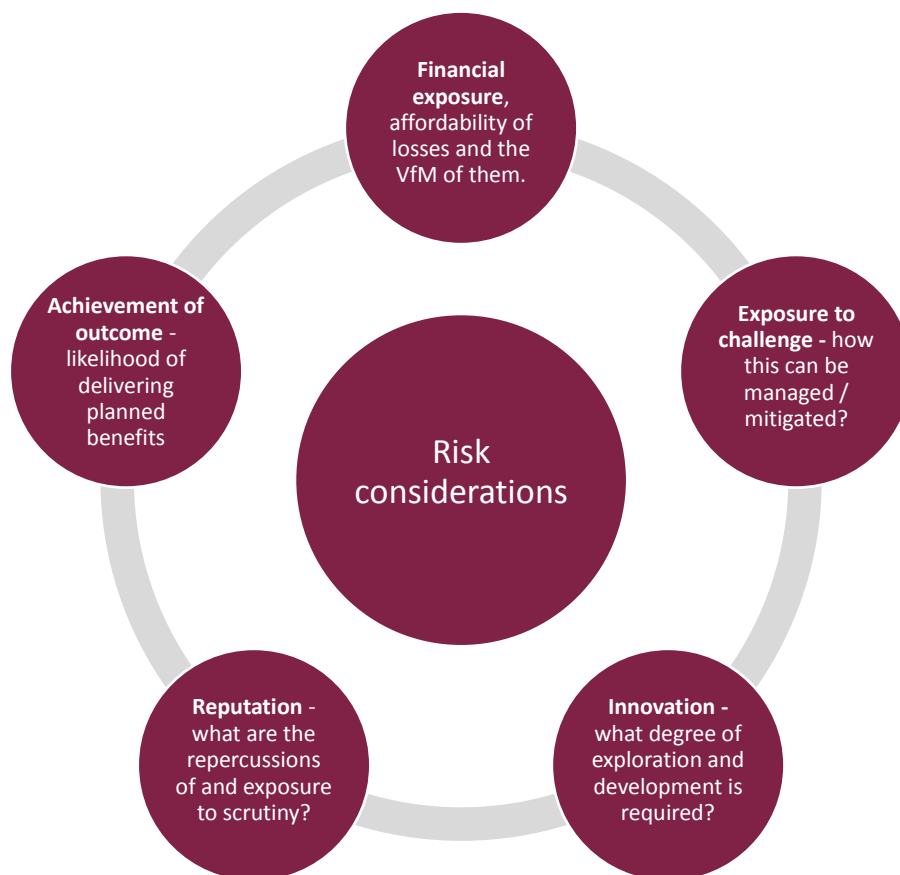 Financial
exposure,
affordability of
losses and the
VfM of them.
Exposure to
challenge - how
this can be
managed /
mitigated?
Innovation -
what degree of
exploration and
development is
required?
Reputation -
what are the
repercussions
of and exposure
to scrutiny?
Achievement of
outcome -
likelihood of
delivering
planned
benefits
Risk
considerations